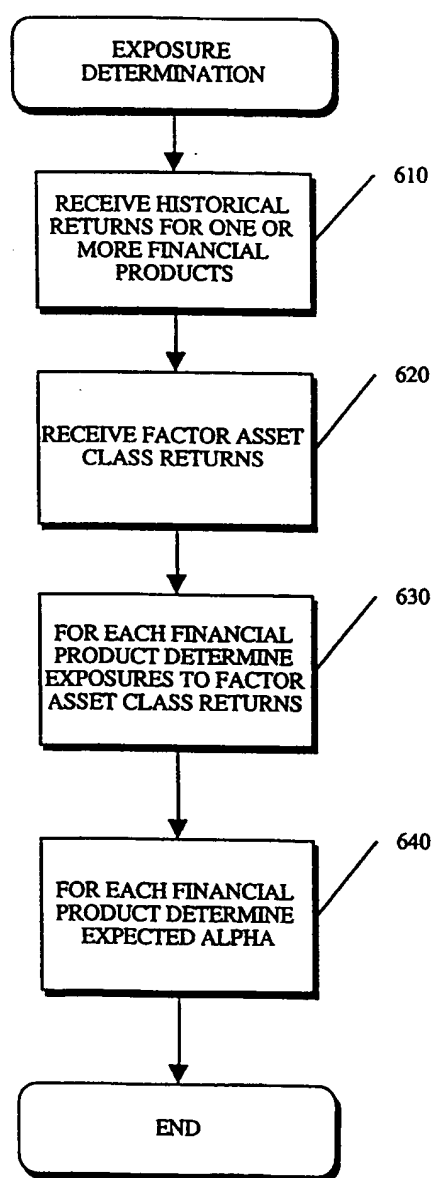 EXPOSURE
DETERMINATION
610
RECEIVE HISTORICAL
RETURNS FOR ONE OR
MORE FINANCIAL
PRODUCTS
620
RECEIVE FACTOR ASSET
CLASS RETURNS
630
FOR EACH FINANCIAL
PRODUCT DETERMINE
EXPOSURES TO FACTOR
ASSET CLASS RETURNS
640
FOR EACH FINANCIAL
PRODUCT DETERMINE
EXPECTED ALPHA
END